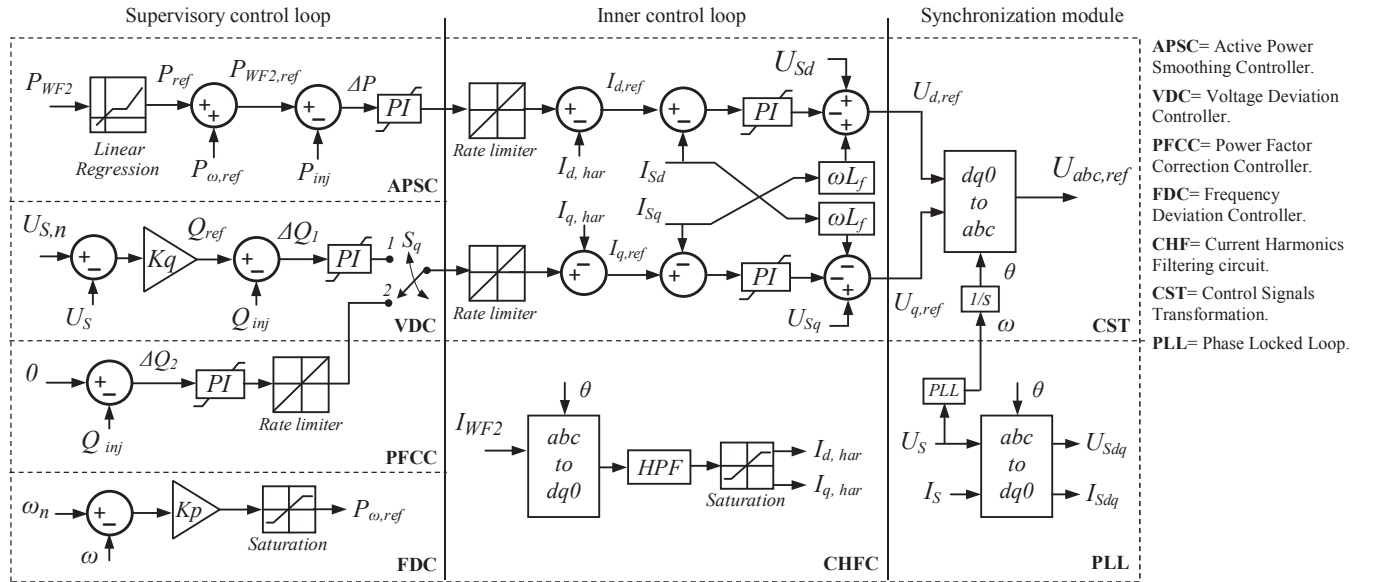 Supervisory control loop
Inner control loop
Synchronization module
P_WF2
Linear
Regression
P_ref
+
+
P_ω,ref
P_WF2,ref
+
−
P_inj
ΔP
PI
APSC
Rate limiter
+
−
I_d, har
I_d,ref
+
−
I_Sd
PI
U_Sd
+
−
+
ωL_f
U_d,ref
U_S,n
+
−
U_S
Kq
Q_ref
+
−
Q_inj
ΔQ_1
PI
1
S_q
2
VDC
Rate limiter
I_q, har
+
−
I_q,ref
I_Sq
+
−
PI
ωL_f
−
−
+
U_Sq
U_q,ref
dq0
to
abc
U_abc,ref
θ
1/s
ω
CST
0
+
−
Q_inj
ΔQ_2
PI
Rate limiter
PFCC
ω_n
+
−
ω
Kp
Saturation
P_ω,ref
FDC
I_WF2
θ
abc
to
dq0
HPF
Saturation
I_d, har
I_q, har
CHFC
PLL
U_S
I_S
θ
abc
to
dq0
U_Sdq
I_Sdq
PLL
APSC= Active Power
Smoothing Controller.
VDC= Voltage Deviation
Controller.
PFCC= Power Factor
Correction Controller.
FDC= Frequency
Deviation Controller.
CHF= Current Harmonics
Filtering circuit.
CST= Control Signals
Transformation.
PLL= Phase Locked Loop.